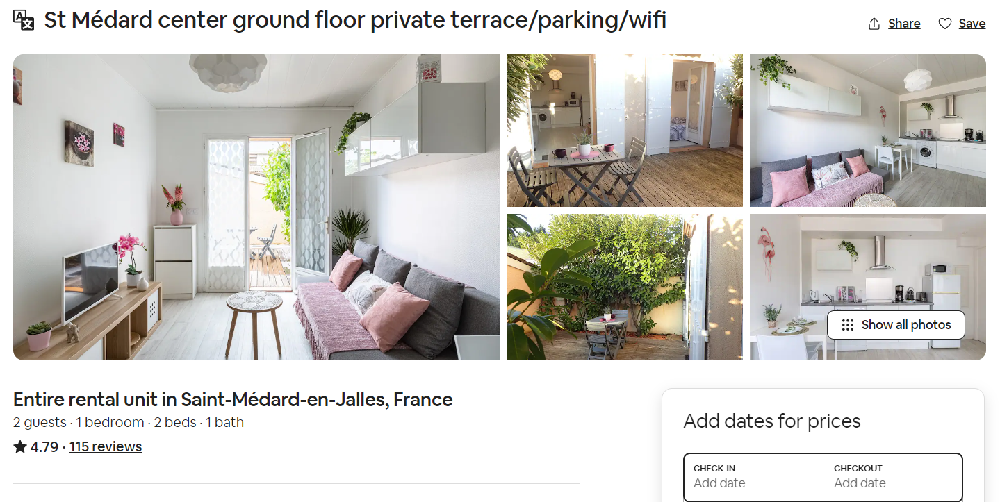 St Médard center ground floor private terrace/parking/wifi
Share
Save
Show all photos
Entire rental unit in Saint-Médard-en-Jalles, France
2 guests · 1 bedroom · 2 beds · 1 bath
4.79 · 115 reviews
Add dates for prices
CHECK-IN
Add date
CHECKOUT
Add date